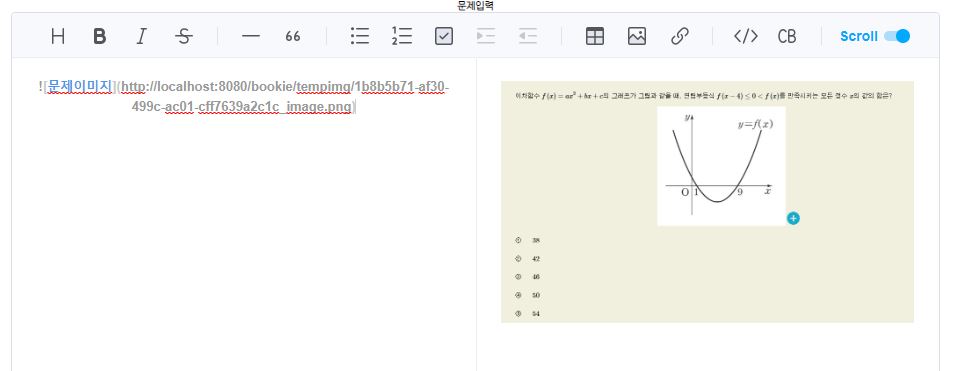 문제입력
H B I S — 66 </> CB Scroll
![문제이미지](http://localhost:8080/bookie/tempimg/1b8b5b71-af30-
499c-ac01-cff7639a2c1c_image.png)
이차함수 f(x) = ax² + bx + c의 그래프가 그림과 같을 때, 연립부등식 f(x − 4) ≤ 0 < f(x)를 만족시키는 모든 정수 x의 값의 합은?
y y=f(x)
O 1 9 x
① 38
② 42
③ 46
④ 50
⑤ 54